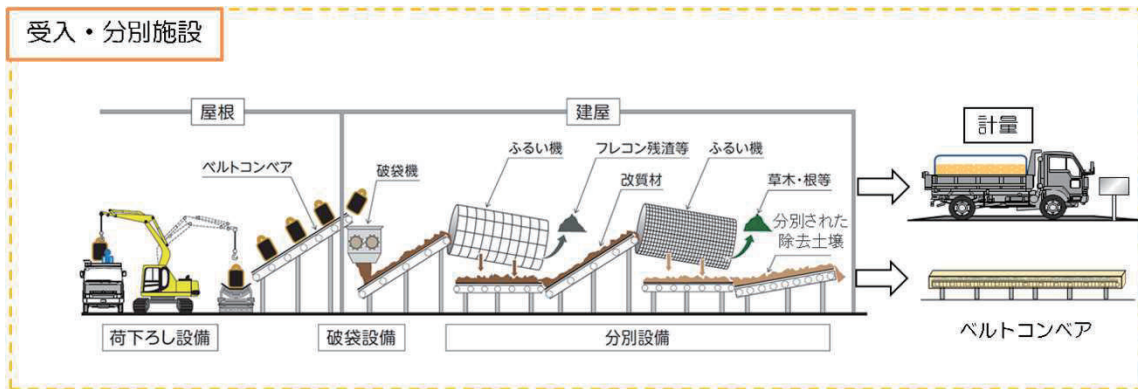 受入・分別施設
屋根
建屋
計量
ベルトコンベア
破袋機
ふるい機
フレコン残渣等
改質材
ふるい機
草木・根等
分別された
除去土壌
荷下ろし設備
破袋設備
分別設備
ベルトコンベア